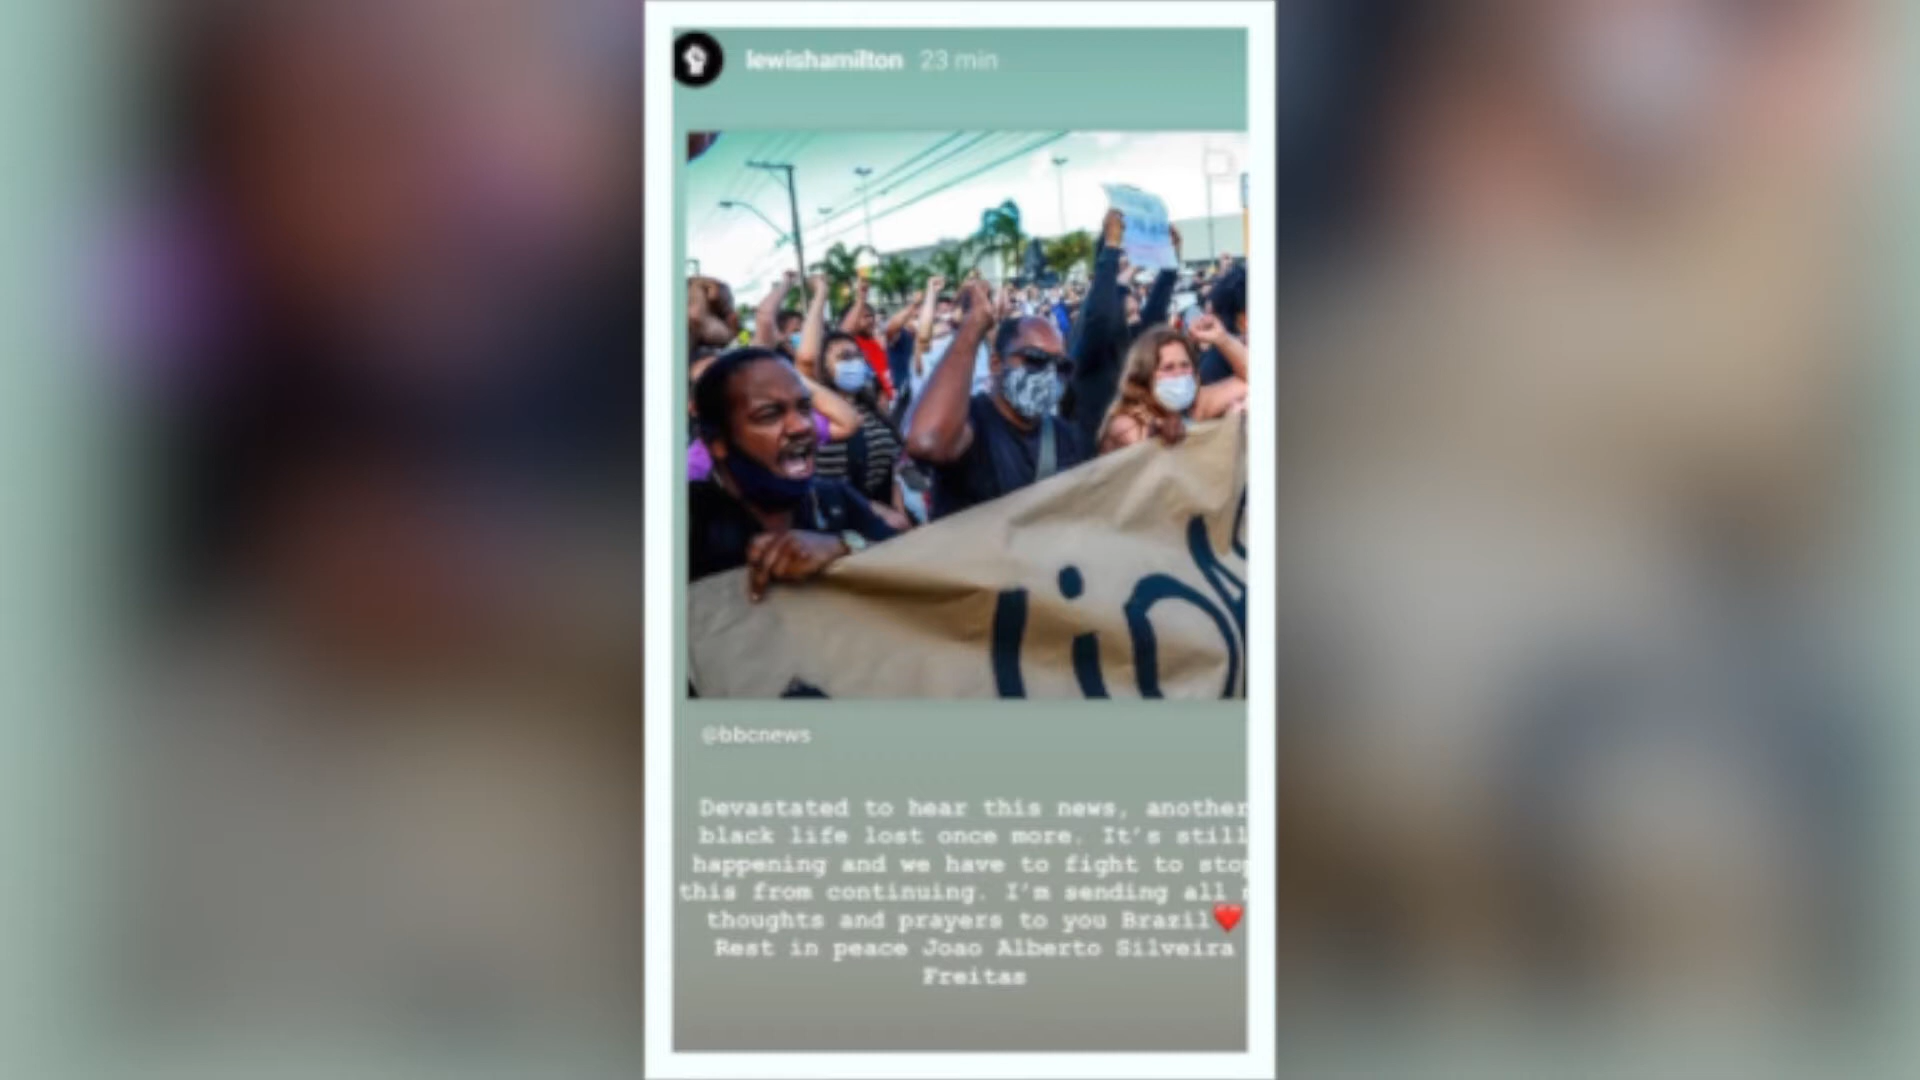 lewishamilton 23 min
@bbcnews
Devastated to hear this news, another
black life lost once more. It's still
happening and we have to fight to stop
this from continuing. I'm sending all
thoughts and prayers to you Brazil❤️
Rest in peace Joao Alberto Silveira
Freitas